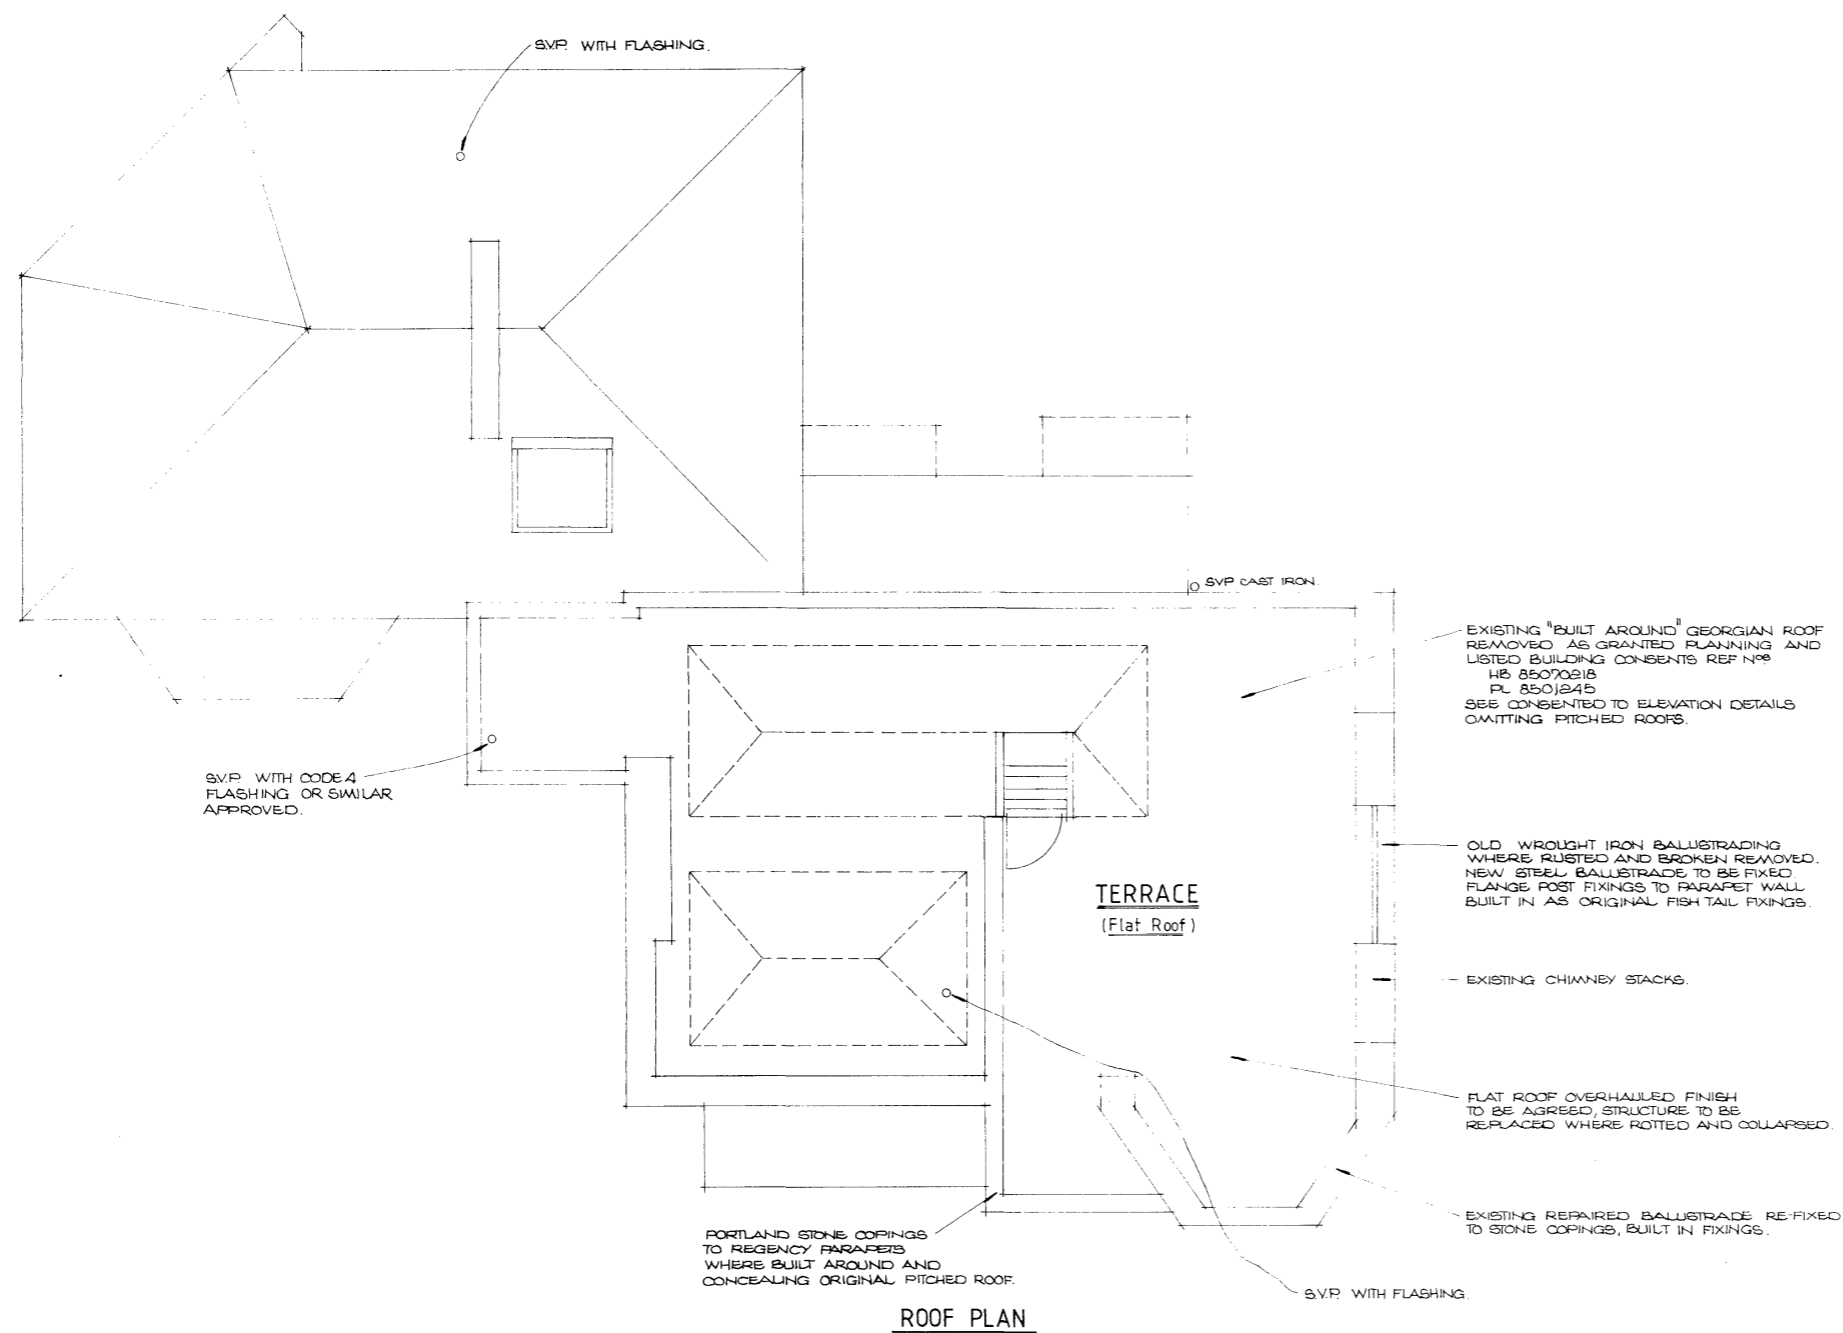 S.V.P. WITH FLASHING.
SVP CAST IRON.
EXISTING "BUILT AROUND" GEORGIAN ROOF
REMOVED AS GRANTED PLANNING AND
LISTED BUILDING CONSENTS REF Nos
HB 85070218
PL 8501245
SEE CONSENTED TO ELEVATION DETAILS
OMITTING PITCHED ROOFS.
S.V.P. WITH CODE 4
FLASHING OR SIMILAR
APPROVED.
OLD WROUGHT IRON BALUSTRADING
WHERE RUSTED AND BROKEN REMOVED.
NEW STEEL BALUSTRADE TO BE FIXED.
FLANGE POST FIXINGS TO PARAPET WALL
BUILT IN AS ORIGINAL FISH TAIL FIXINGS.
TERRACE
(Flat Roof)
EXISTING CHIMNEY STACKS.
FLAT ROOF OVERHAULED FINISH
TO BE AGREED, STRUCTURE TO BE
REPLACED WHERE ROTTED AND COLLAPSED.
EXISTING REPAIRED BALUSTRADE RE-FIXED
TO STONE COPINGS, BUILT IN FIXINGS.
PORTLAND STONE COPINGS
TO REGENCY PARAPETS
WHERE BUILT AROUND AND
CONCEALING ORIGINAL PITCHED ROOF.
S.V.P. WITH FLASHING.
ROOF PLAN